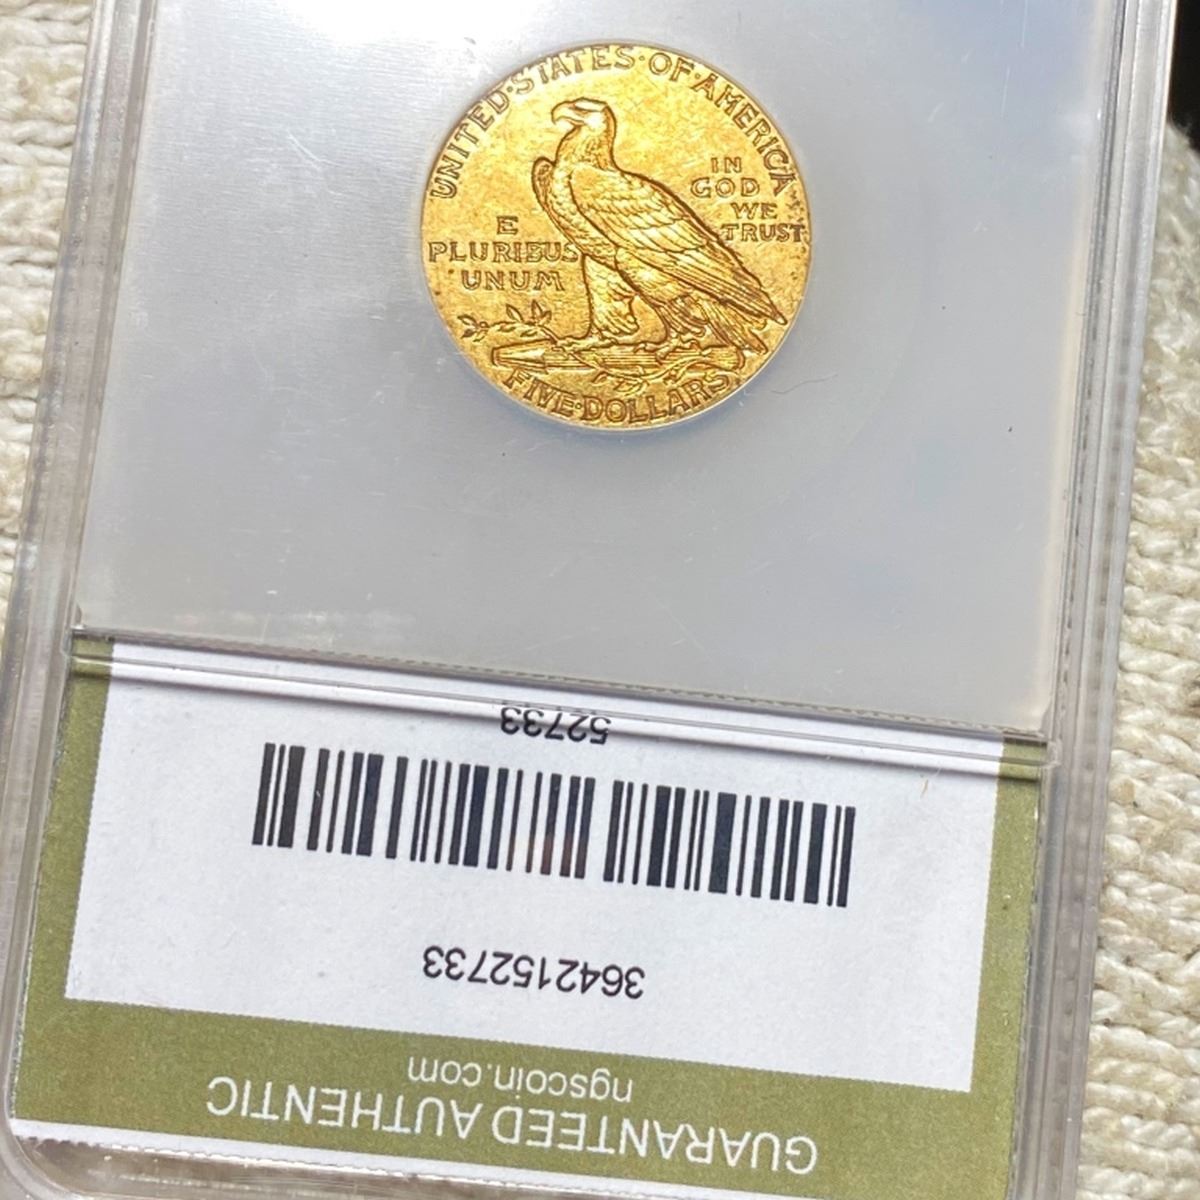 UNITED·STATES·OF·AMERICA
IN
GOD
WE
TRUST
E
PLURIBUS
UNUM
FIVE·DOLLARS
52733
3642152733
ngscoin.com
GUARANTEED AUTHENTIC